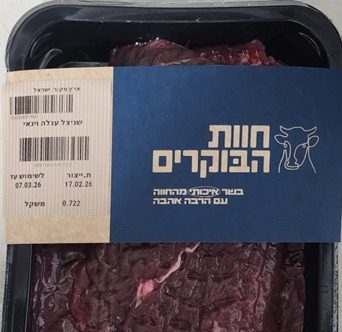 ארץ מקור: ישראל
שניצל עגלה וינאי
ת.ייצור
לשימוש עד
17.02.26
07.03.26
0.722
משקל
חוות
הבוקרים
בשר איכותי מהחווה
עם הרבה אהבה